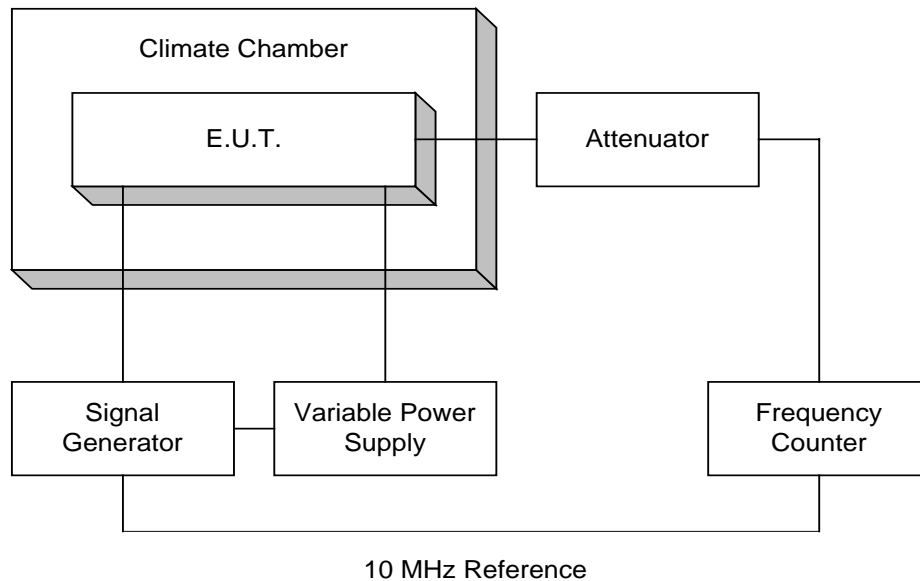 Climate Chamber
E.U.T.
Attenuator
Signal
Generator
Variable Power
Supply
Frequency
Counter
10 MHz Reference